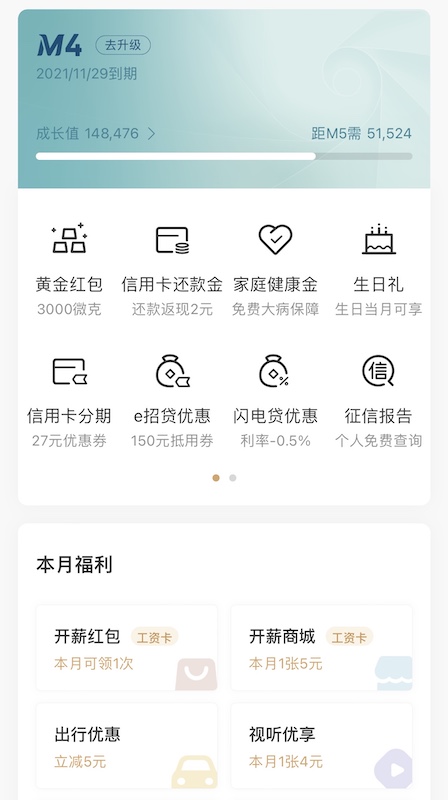 M4 去升级
2021/11/29到期
成长值 148,476 距M5需 51,524
黄金红包 信用卡还款金 家庭健康金 生日礼
3000微克 还款返现2元 免费大病保障 生日当月可享
信用卡分期 e招贷优惠 闪电贷优惠 征信报告
27元优惠券 150元抵用券 利率-0.5% 个人免费查询
本月福利
开薪红包 工资卡 开薪商城 工资卡
本月可领1次 本月1张5元
出行优惠 视听优享
立减5元 本月1张4元